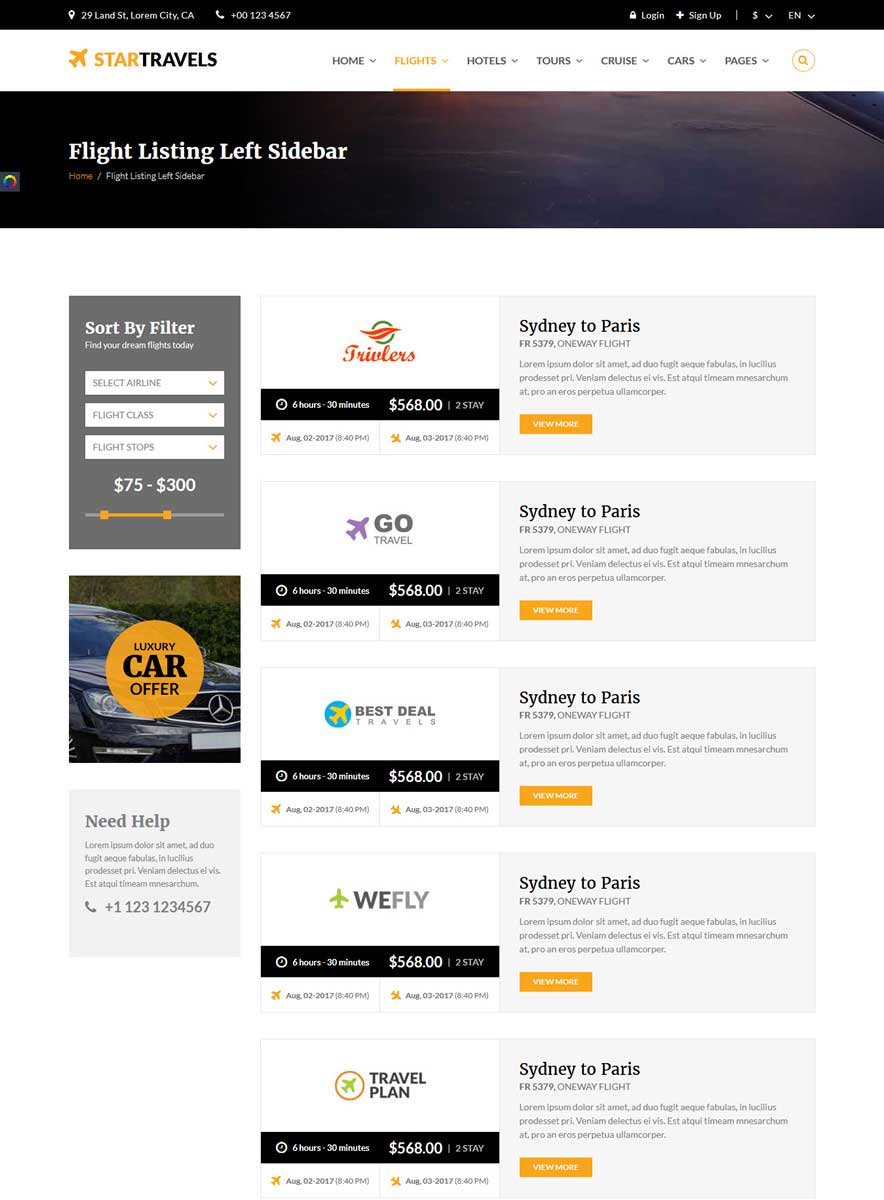 29 Land St, Lorem City, CA +00 123 4567 Login Sign Up | $ EN
STARTRAVELS HOME FLIGHTS HOTELS TOURS CRUISE CARS PAGES
Flight Listing Left Sidebar
Home / Flight Listing Left Sidebar
Sort By Filter
Find your dream flights today
SELECT AIRLINE
FLIGHT CLASS
FLIGHT STOPS
$75 - $300
LUXURY
CAR
OFFER
Need Help
Lorem ipsum dolor sit amet, ad duo
fugit aeque fabulas, in lucilius
prodesset pri. Veniam delectus ei vis.
Est atqui timeam mnesarchum.
+1 123 1234567
Trivlers
6 hours - 30 minutes $568.00 | 2 STAY
Aug, 02-2017 (8:40 PM) Aug, 03-2017 (8:40 PM)
Sydney to Paris
FR 5379, ONEWAY FLIGHT
Lorem ipsum dolor sit amet, ad duo fugit aeque fabulas, in lucilius
prodesset pri. Veniam delectus ei vis. Est atqui timeam mnesarchum
at, pro an eros perpetua ullamcorper.
VIEW MORE
GO
TRAVEL
6 hours - 30 minutes $568.00 | 2 STAY
Aug, 02-2017 (8:40 PM) Aug, 03-2017 (8:40 PM)
Sydney to Paris
FR 5379, ONEWAY FLIGHT
Lorem ipsum dolor sit amet, ad duo fugit aeque fabulas, in lucilius
prodesset pri. Veniam delectus ei vis. Est atqui timeam mnesarchum
at, pro an eros perpetua ullamcorper.
VIEW MORE
BEST DEAL
TRAVELS
6 hours - 30 minutes $568.00 | 2 STAY
Aug, 02-2017 (8:40 PM) Aug, 03-2017 (8:40 PM)
Sydney to Paris
FR 5379, ONEWAY FLIGHT
Lorem ipsum dolor sit amet, ad duo fugit aeque fabulas, in lucilius
prodesset pri. Veniam delectus ei vis. Est atqui timeam mnesarchum
at, pro an eros perpetua ullamcorper.
VIEW MORE
WEFLY
6 hours - 30 minutes $568.00 | 2 STAY
Aug, 02-2017 (8:40 PM) Aug, 03-2017 (8:40 PM)
Sydney to Paris
FR 5379, ONEWAY FLIGHT
Lorem ipsum dolor sit amet, ad duo fugit aeque fabulas, in lucilius
prodesset pri. Veniam delectus ei vis. Est atqui timeam mnesarchum
at, pro an eros perpetua ullamcorper.
VIEW MORE
TRAVEL
PLAN
6 hours - 30 minutes $568.00 | 2 STAY
Aug, 02-2017 (8:40 PM) Aug, 03-2017 (8:40 PM)
Sydney to Paris
FR 5379, ONEWAY FLIGHT
Lorem ipsum dolor sit amet, ad duo fugit aeque fabulas, in lucilius
prodesset pri. Veniam delectus ei vis. Est atqui timeam mnesarchum
at, pro an eros perpetua ullamcorper.
VIEW MORE